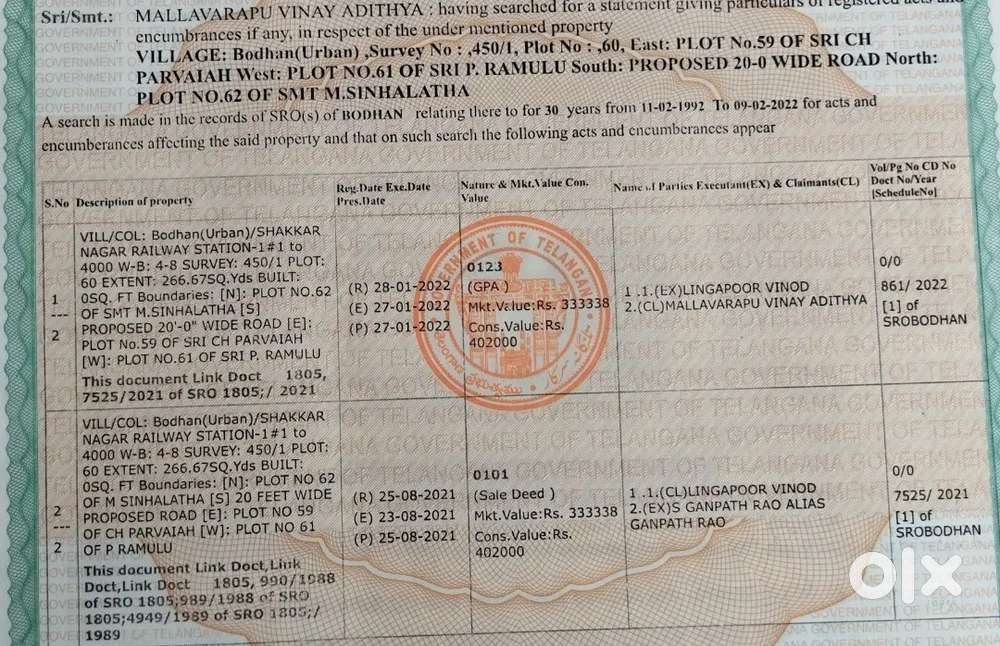 Sri/Smt.: MALLAVARAPU VINAY ADITHYA : having searched for a statement giving particulars of registered acts and
encumbrances if any, in respect of the under mentioned property
VILLAGE: Bodhan(Urban) ,Survey No : ,450/1, Plot No : ,60, East: PLOT No.59 OF SRI CH
PARVAIAH West: PLOT NO.61 OF SRI P. RAMULU South: PROPOSED 20-0 WIDE ROAD North:
PLOT NO.62 OF SMT M.SINHALATHA
A search is made in the records of SRO(s) of BODHAN relating there to for 30 years from 11-02-1992 To 09-02-2022 for acts and
encumberances affecting the said property and that on such search the following acts and encumberances appear
S.No
Description of property
Reg.Date Exe.Date
Pres.Date
Nature & Mkt.Value Con.
Value
Name of Parties Executant(EX) & Claimants(CL)
Vol/Pg No CD No
Doct No/Year
[ScheduleNo]
1
---
2
VILL/COL: Bodhan(Urban)/SHAKKAR
NAGAR RAILWAY STATION-1#1 to
4000 W-B: 4-8 SURVEY: 450/1 PLOT:
60 EXTENT: 266.67SQ.Yds BUILT:
0SQ. FT Boundaries: [N]: PLOT NO.62
OF SMT M.SINHALATHA [S]
PROPOSED 20'-0" WIDE ROAD [E]:
PLOT No.59 OF SRI CH PARVAIAH
[W]: PLOT NO.61 OF SRI P. RAMULU
This document Link Doct 1805,
7525/2021 of SRO 1805;/ 2021
(R) 28-01-2022
(E) 27-01-2022
(P) 27-01-2022
0123
(GPA )
Mkt.Value:Rs. 333338
Cons.Value:Rs.
402000
1 .1.(EX)LINGAPOOR VINOD
2.(CL)MALLAVARAPU VINAY ADITHYA
0/0
861/ 2022
[1] of
SROBODHAN
2
---
2
VILL/COL: Bodhan(Urban)/SHAKKAR
NAGAR RAILWAY STATION-1#1 to
4000 W-B: 4-8 SURVEY: 450/1 PLOT:
60 EXTENT: 266.67SQ.Yds BUILT:
0SQ. FT Boundaries: [N]: PLOT NO 62
OF M SINHALATHA [S] 20 FEET WIDE
PROPOSED ROAD [E]: PLOT NO 59
OF CH PARVAIAH [W]: PLOT NO 61
OF P RAMULU
This document Link Doct,Link
Doct,Link Doct 1805, 990/1988
of SRO 1805;989/1988 of SRO
1805;4949/1989 of SRO 1805;/
1989
(R) 25-08-2021
(E) 23-08-2021
(P) 25-08-2021
0101
(Sale Deed )
Mkt.Value:Rs. 333338
Cons.Value:Rs.
402000
1 .1.(CL)LINGAPOOR VINOD
2.(EX)S GANPATH RAO ALIAS
GANPATH RAO
0/0
7525/ 2021
[1] of
SROBODHAN
GOVERNMENT OF TELANGANA
olx